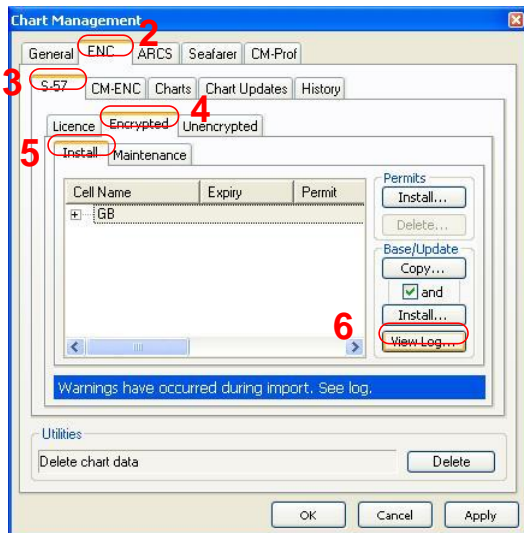 Chart Management
2
General ENC ARCS Seafarer CM-Prof
3
S-57 CM-ENC Charts Chart Updates History
4
Licence Encrypted Unencrypted
5
Install Maintenance
Cell Name Expiry Permit
GB
Permits
Install...
Delete...
Base/Update
Copy...
and
Install...
6
View Log...
Warnings have occurred during import. See log.
Utilities
Delete chart data
Delete
OK Cancel Apply